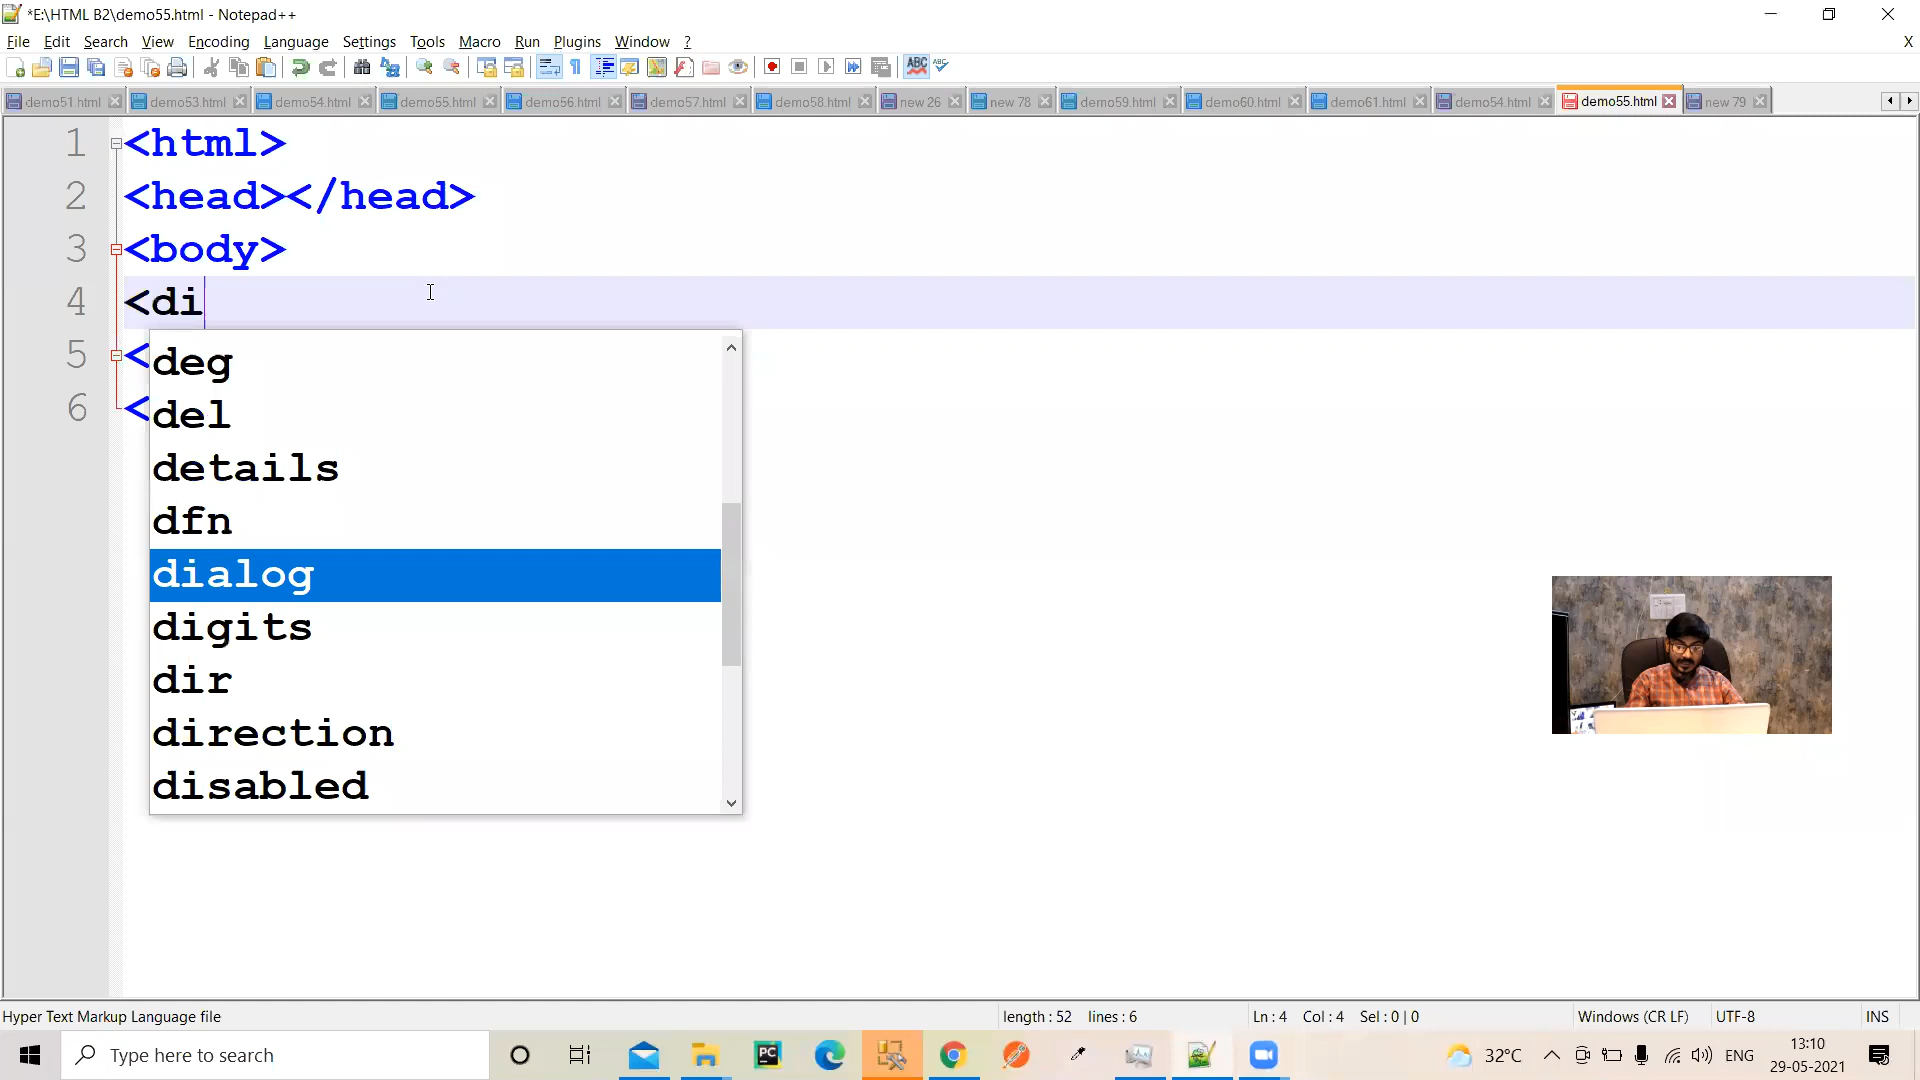 *E:\HTML B2\demo55.html - Notepad++
File Edit Search View Encoding Language Settings Tools Macro Run Plugins Window ? X
demo51 html demo53.html demo54.html demo55.html demo56.html demo57.html demo58.html new 26 new 78 demo59.html demo60.html demo61.html demo54.html demo55.html new 79
1 <html>
2 <head></head>
3 <body>
4 <di
5 <
6 <
deg
del
details
dfn
dialog
digits
dir
direction
disabled
Hyper Text Markup Language file length : 52 lines : 6 Ln : 4 Col : 4 Sel : 0 | 0 Windows (CR LF) UTF-8 INS
Type here to search
32°C ENG
13:10
29-05-2021